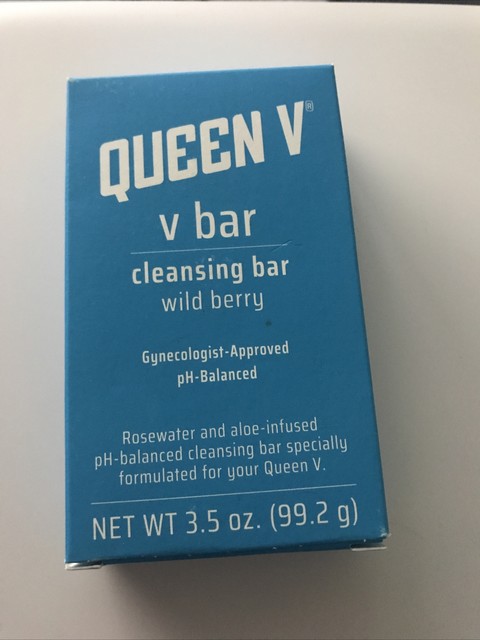 QUEEN V®
v bar
cleansing bar
wild berry
Gynecologist-Approved
pH-Balanced
Rosewater and aloe-infused
pH-balanced cleansing bar specially
formulated for your Queen V.
NET WT 3.5 oz. (99.2 g)